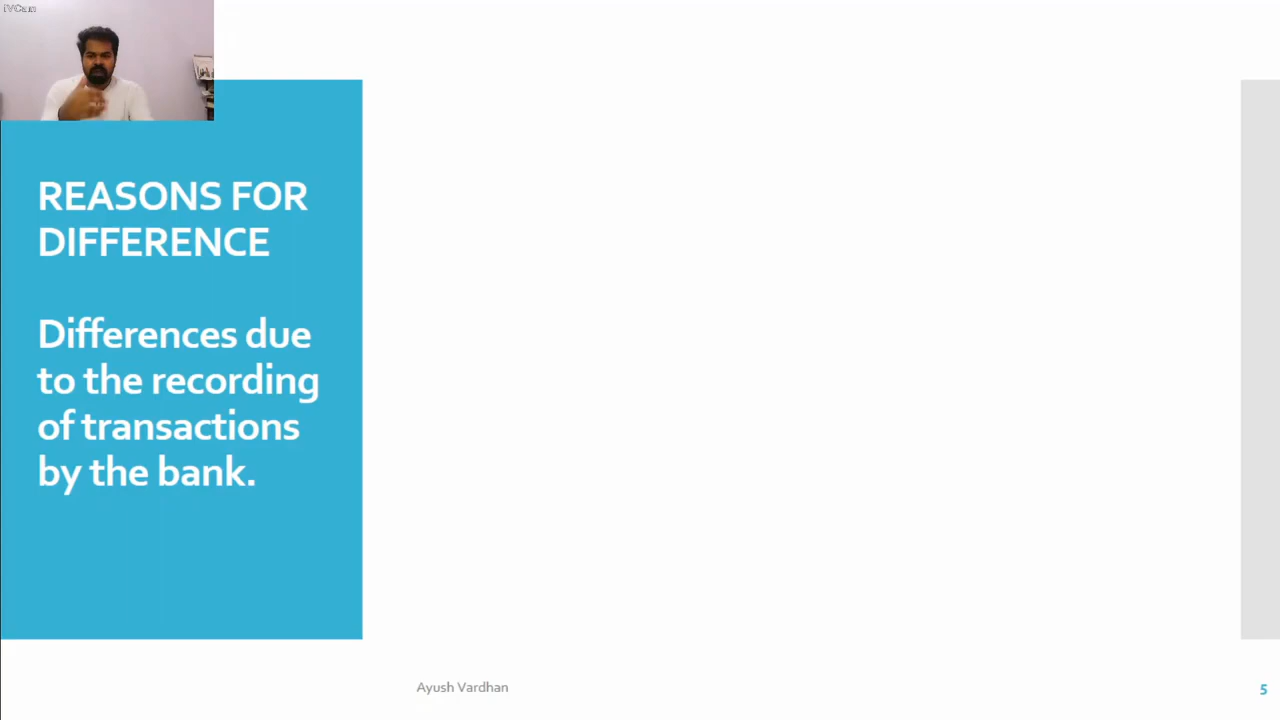 iVCam
REASONS FOR
DIFFERENCE
Differences due
to the recording
of transactions
by the bank.
Ayush Vardhan
5